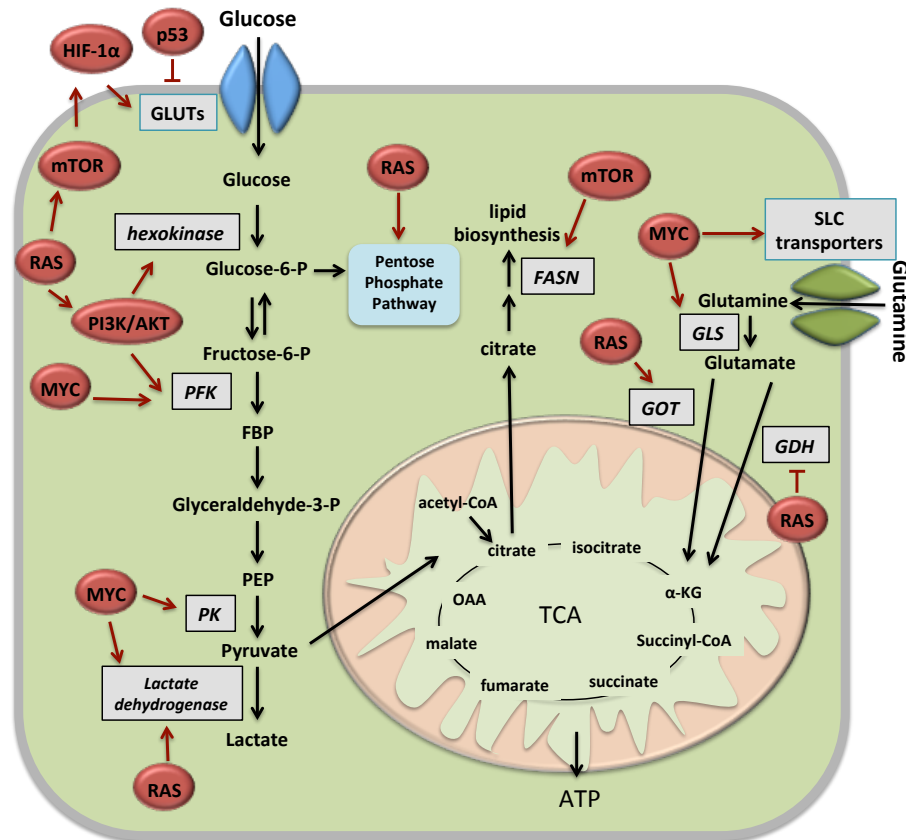 Glucose
p53
HIF-1α
GLUTs
mTOR
Glucose
RAS
mTOR
lipid
biosynthesis
MYC
SLC
transporters
hexokinase
RAS
Glucose-6-P
Pentose
Phosphate
Pathway
FASN
Glutamine
Glutamine
PI3K/AKT
GLS
Fructose-6-P
citrate
RAS
Glutamate
MYC
PFK
GOT
FBP
GDH
Glyceraldehyde-3-P
acetyl-CoA
RAS
citrate
isocitrate
PEP
MYC
α-KG
OAA
TCA
PK
Pyruvate
malate
Succinyl-CoA
Lactate
dehydrogenase
fumarate
succinate
Lactate
RAS
ATP